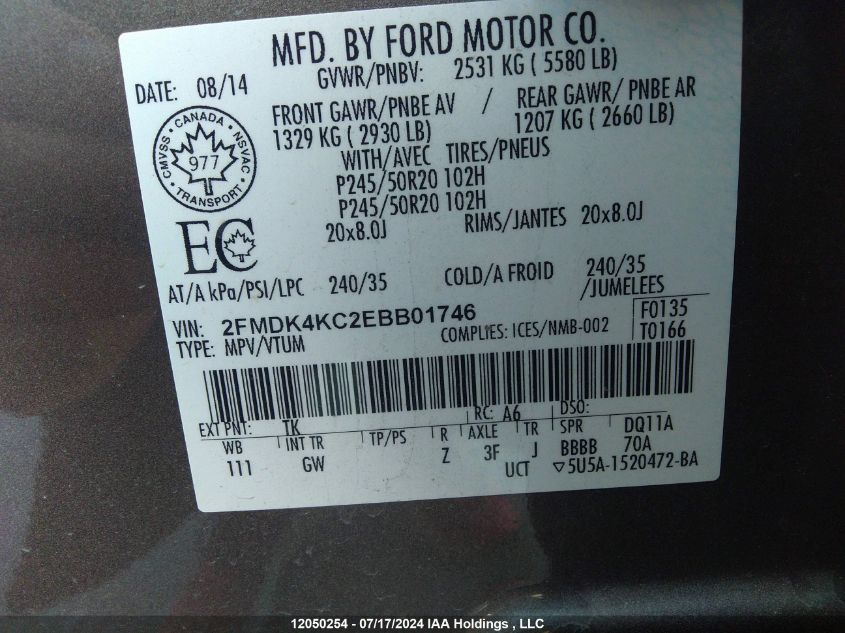 MFD. BY FORD MOTOR CO.
DATE: 08/14
GVWR/PNBV: 2531 KG ( 5580 LB)
FRONT GAWR/PNBE AV / REAR GAWR/ PNBE AR
1329 KG ( 2930 LB) 1207 KG ( 2660 LB)
WITH/AVEC TIRES/PNEUS
P245/50R20 102H
P245/50R20 102H
20x8.0J RIMS/JANTES 20x8.0J
CMVSS • CANADA • NSVAC • TRANSPORT •
977
EC
AT/A kPa/PSI/LPC 240/35 COLD/A FROID 240/35
/JUMELEES
VIN: 2FMDK4KC2EBB01746
TYPE: MPV/VTUM COMPLIES: ICES/NMB-002
F0135
T0166
EXT PNT: TK RC: A6 DSO:
WB INT TR TP/PS R AXLE TR SPR DQ11A
111 GW Z 3F J BBBB 70A
UCT ▽5U5A-1520472-BA
12050254 - 07/17/2024 IAA Holdings , LLC